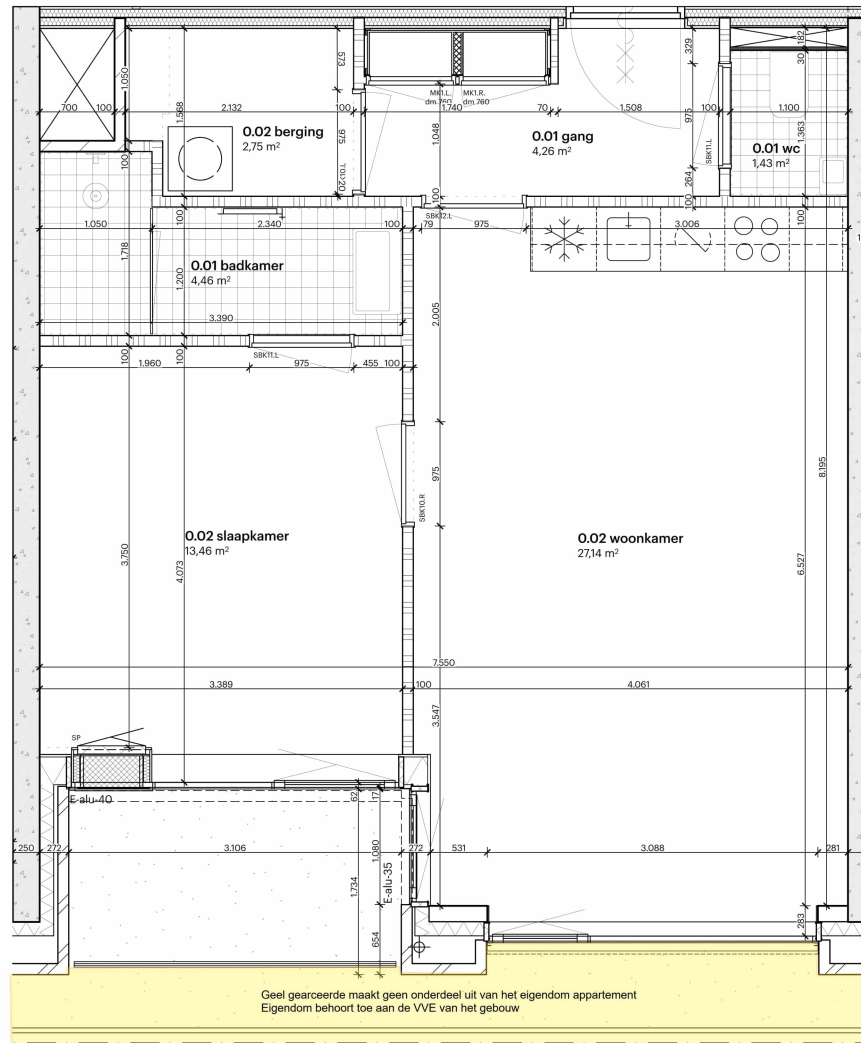 573
329
182
30
1.050
1.568
MK1.L.
dm.760
MK1.R.
dm.760
700
100
2.132
100
1.740
70
1.508
100
1.100
975
975
1.048
1.363
0.02 berging
2,75 m²
0.01 gang
4,26 m²
0.01 wc
1,43 m²
SBK11.L
264
100
100
100
100
100
1.050
100
2.340
100
79
SBK12.L
975
3.006
1.718
1.200
0.01 badkamer
4,46 m²
3.390
2.005
100
100
SBK11.L
1.960
975
455
100
975
SBK10.R
8.195
0.02 slaapkamer
13,46 m²
0.02 woonkamer
27,14 m²
3.750
4.073
6.527
7.550
3.389
100
4.061
3.547
SP
E-alu-40
62
17
250
272
3.106
272
531
3.088
281
1.080
1.734
E-alu-35
654
283
Geel gearceerde maakt geen onderdeel uit van het eigendom appartement
Eigendom behoort toe aan de VVE van het gebouw